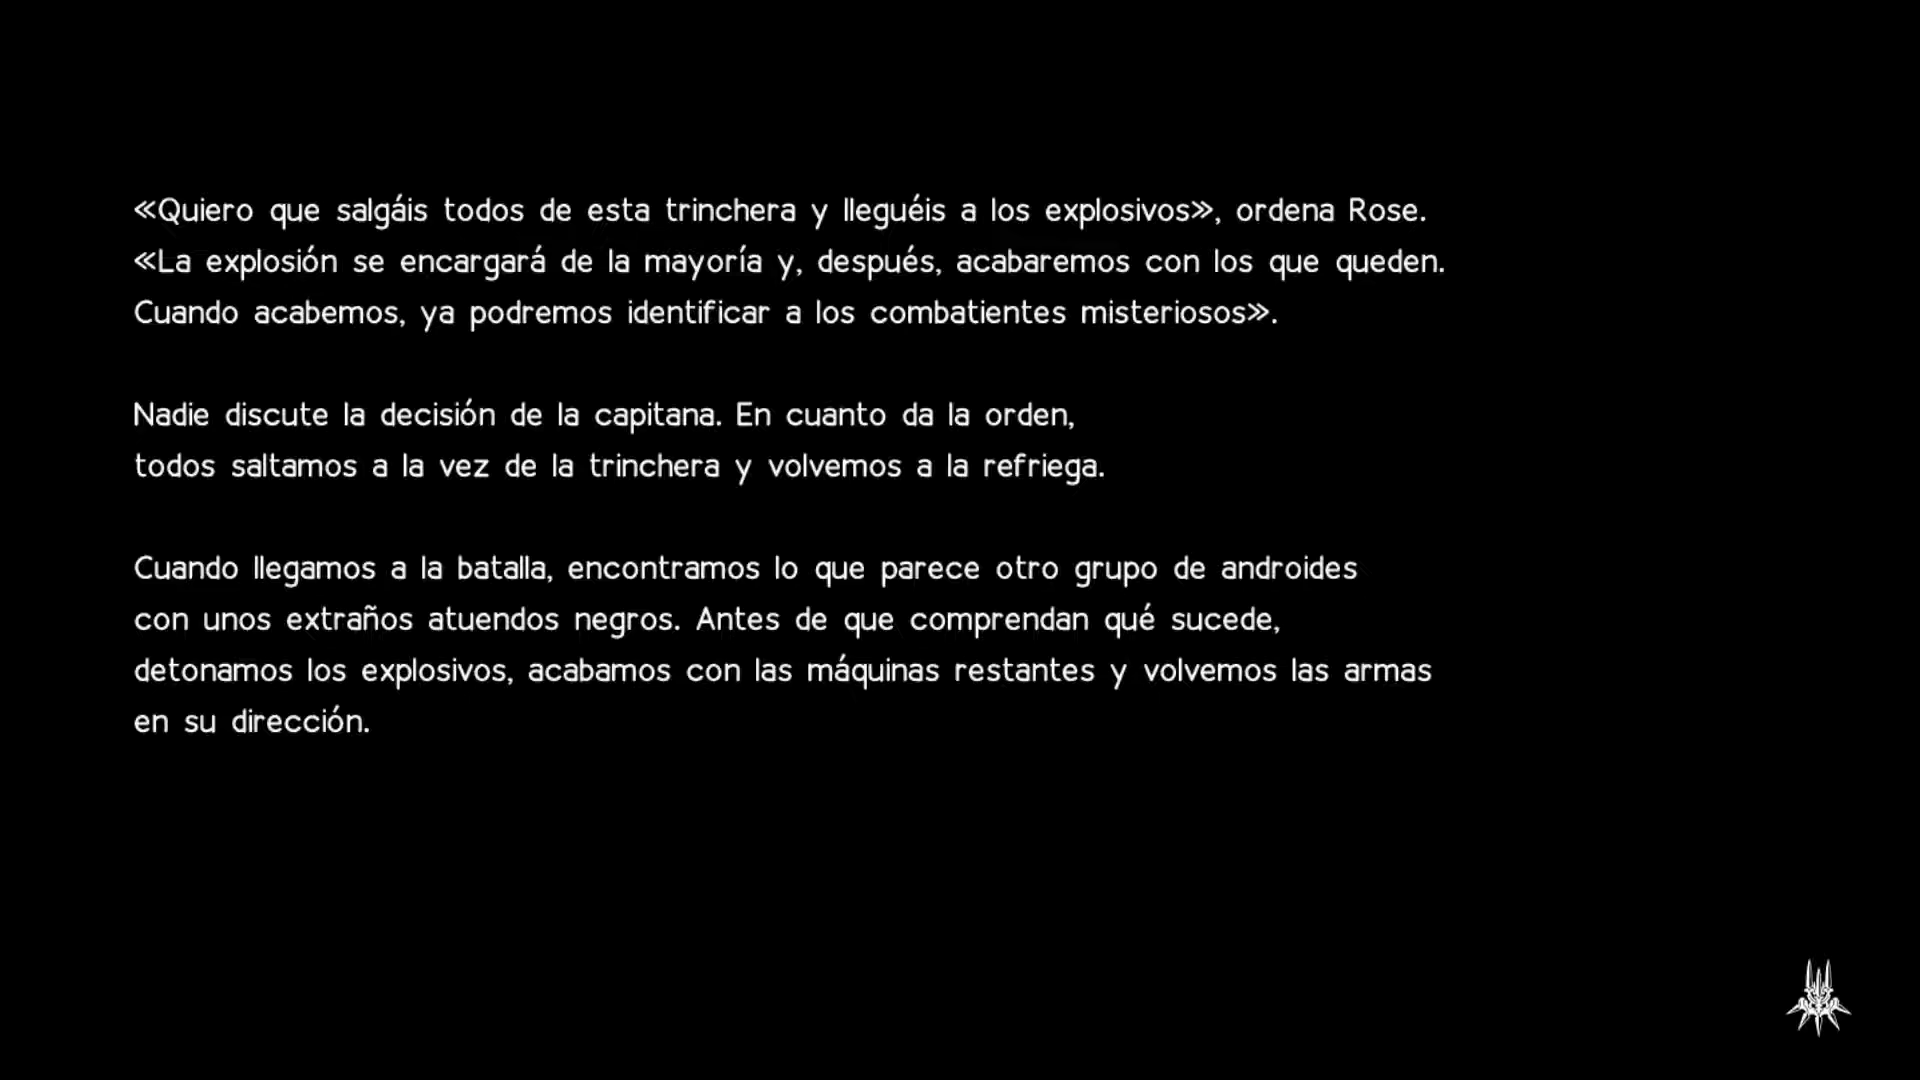 «Quiero que salgáis todos de esta trinchera y lleguéis a los explosivos», ordena Rose.
«La explosión se encargará de la mayoría y, después, acabaremos con los que queden.
Cuando acabemos, ya podremos identificar a los combatientes misteriosos».
Nadie discute la decisión de la capitana. En cuanto da la orden,
todos saltamos a la vez de la trinchera y volvemos a la refriega.
Cuando llegamos a la batalla, encontramos lo que parece otro grupo de androides
con unos extraños atuendos negros. Antes de que comprendan qué sucede,
detonamos los explosivos, acabamos con las máquinas restantes y volvemos las armas
en su dirección.